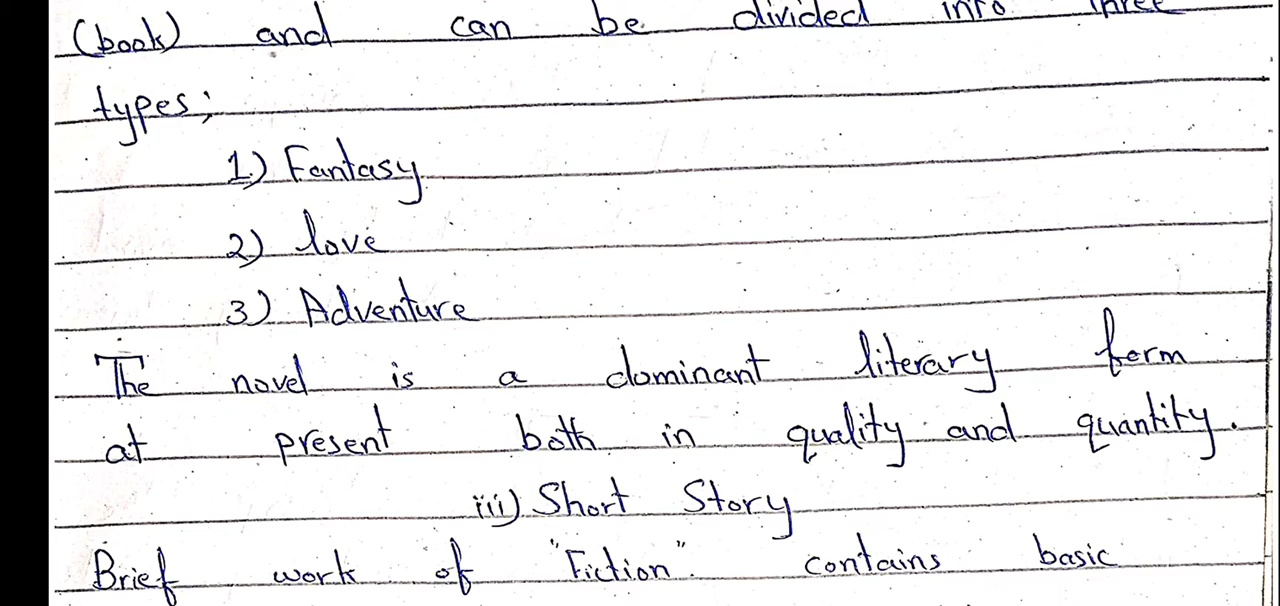 (book) and can be divided into three
types;
1) Fantasy
2) love
3) Adventure
The novel is a dominant literary form
at present both in quality and quantity.
iii) Short Story
Brief work of "Fiction" contains basic